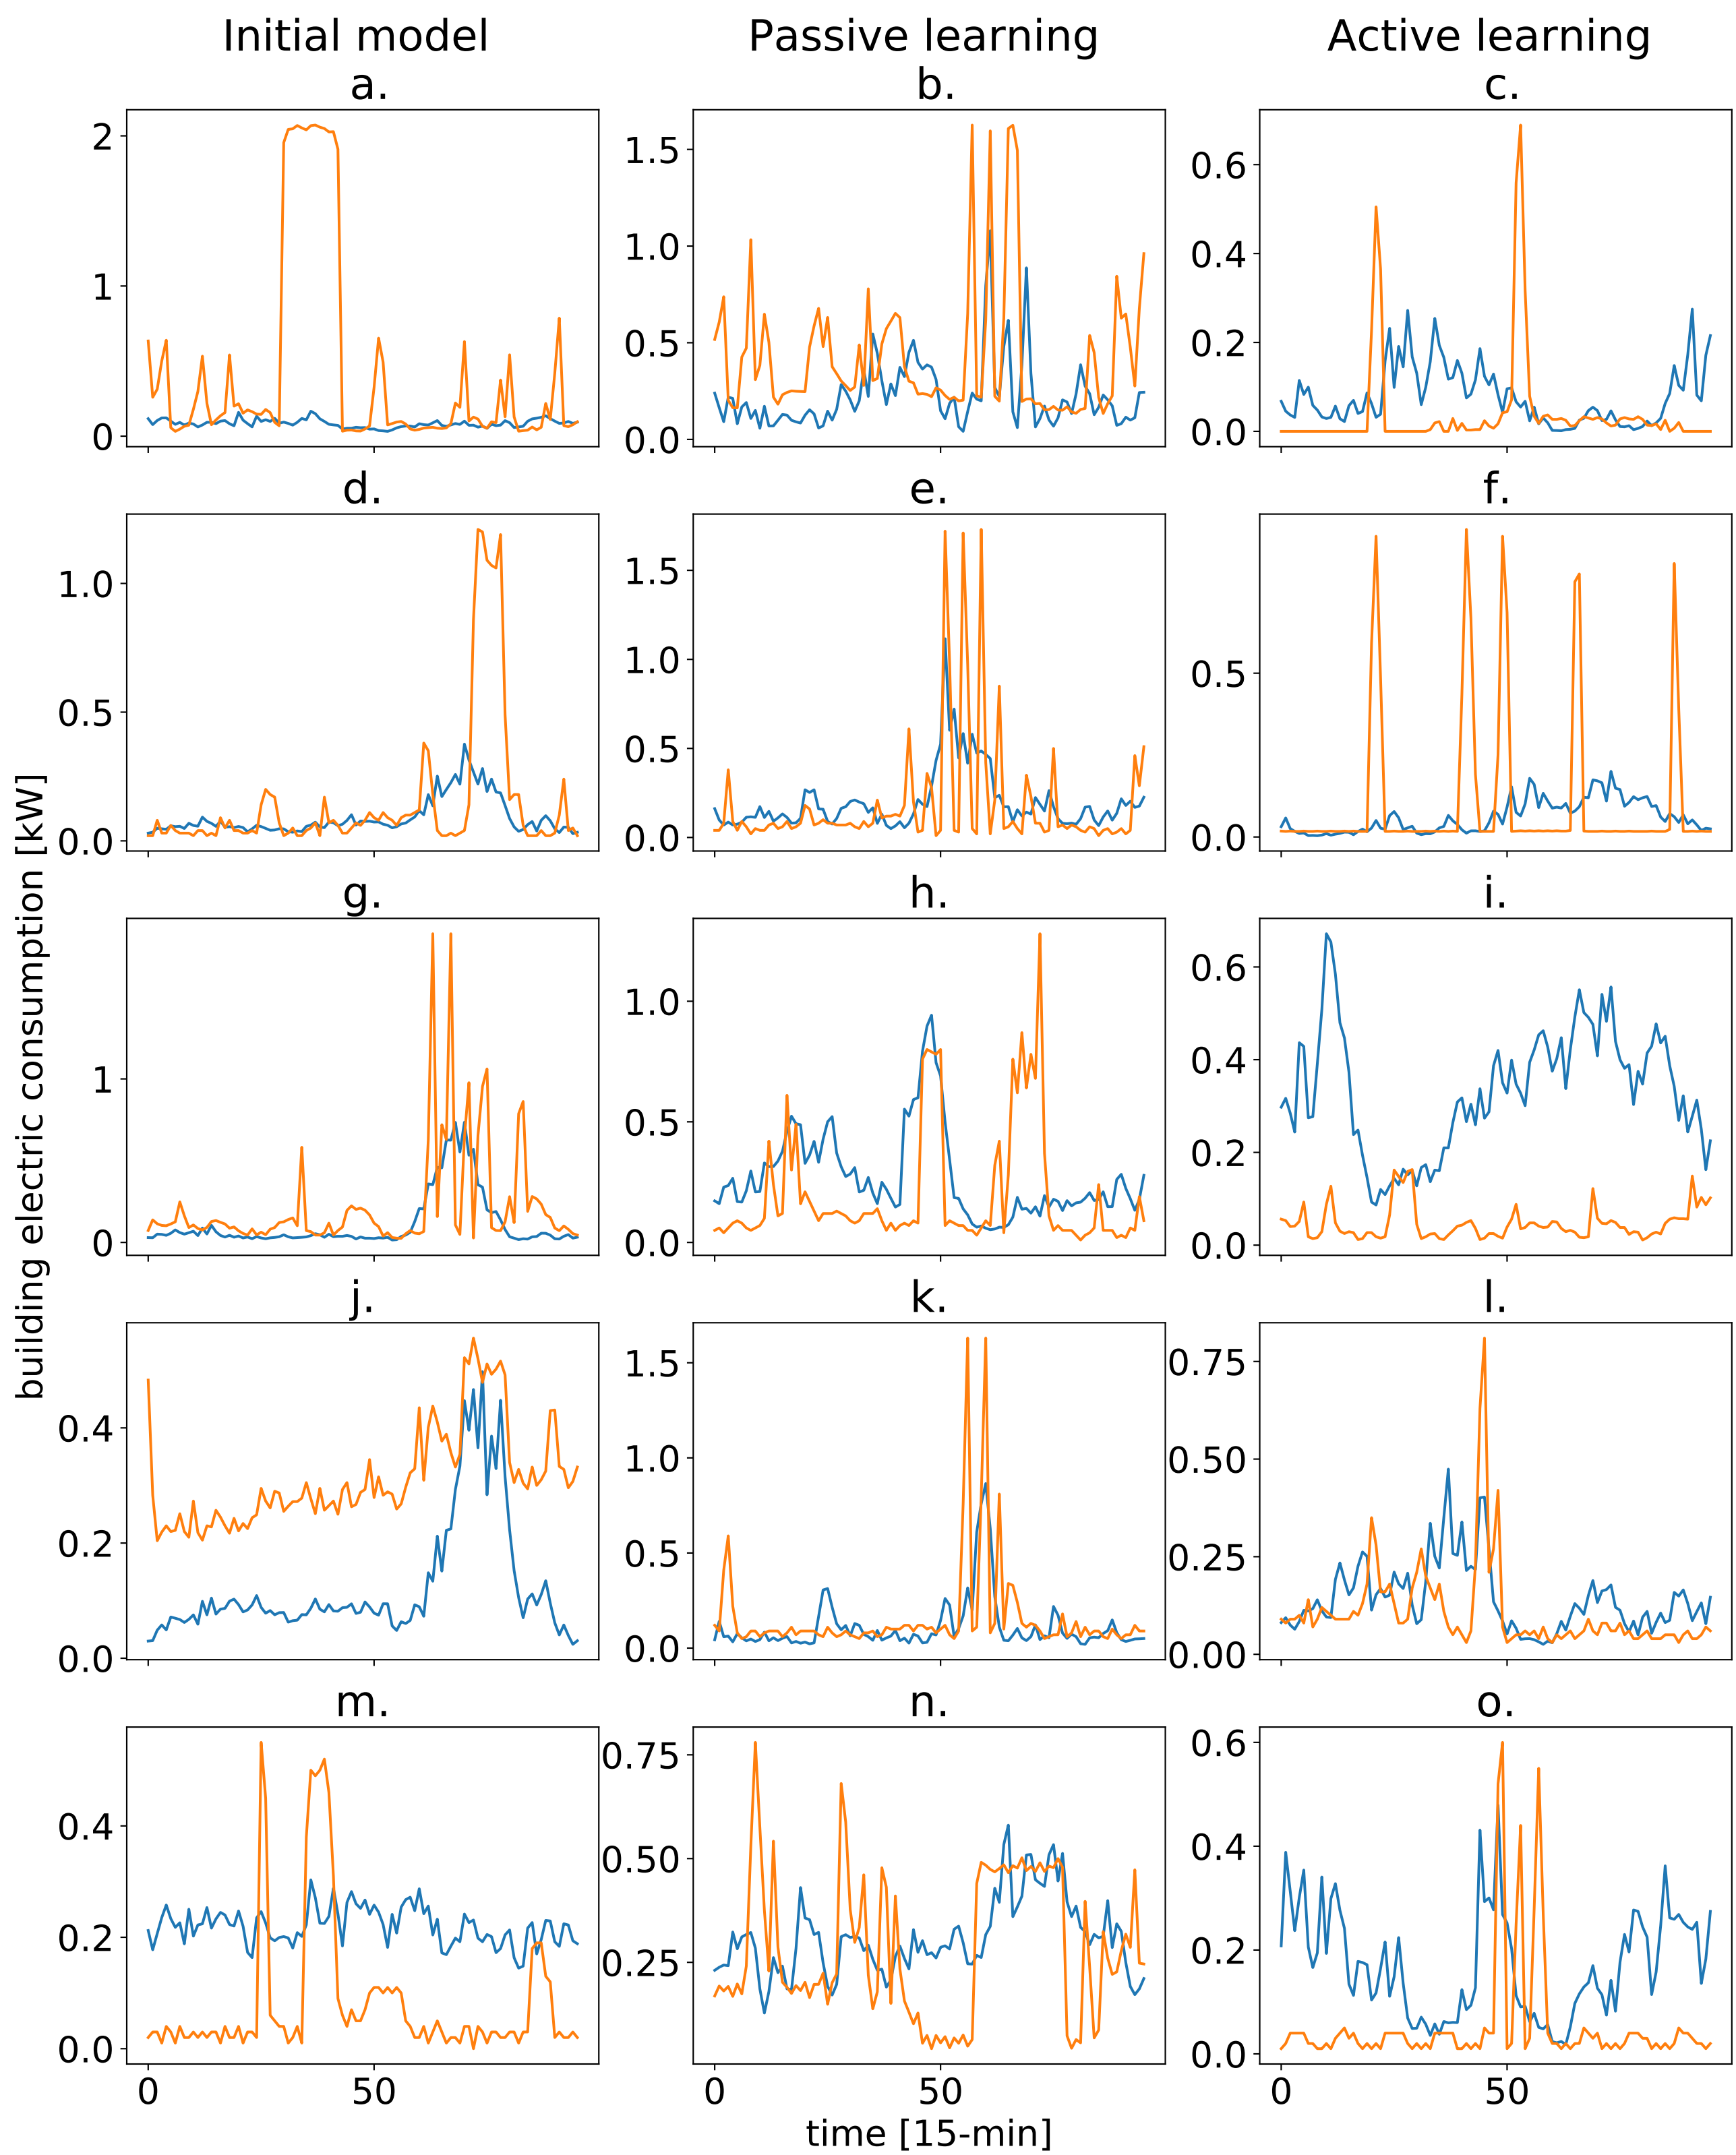 Initial model Passive learning Active learning
a. b. c.
2 1.5 0.6
1.0 0.4
1 0.5 0.2
0 0.0 0.0
d. e. f.
1.0 1.5
1.0 0.5
0.5 0.5
0.0 0.0 0.0
g. h. i.
1.0 0.6
1 0.4
0.5 0.2
0 0.0 0.0
j. k. l.
0.4 1.5 0.75
1.0 0.50
0.2 0.5 0.25
0.0 0.0 0.00
m. n. o.
0.75 0.6
0.4 0.50 0.4
0.2 0.25 0.2
0.0 0.0
0 50 0 50 0 50
time [15-min]
building electric consumption [kW]